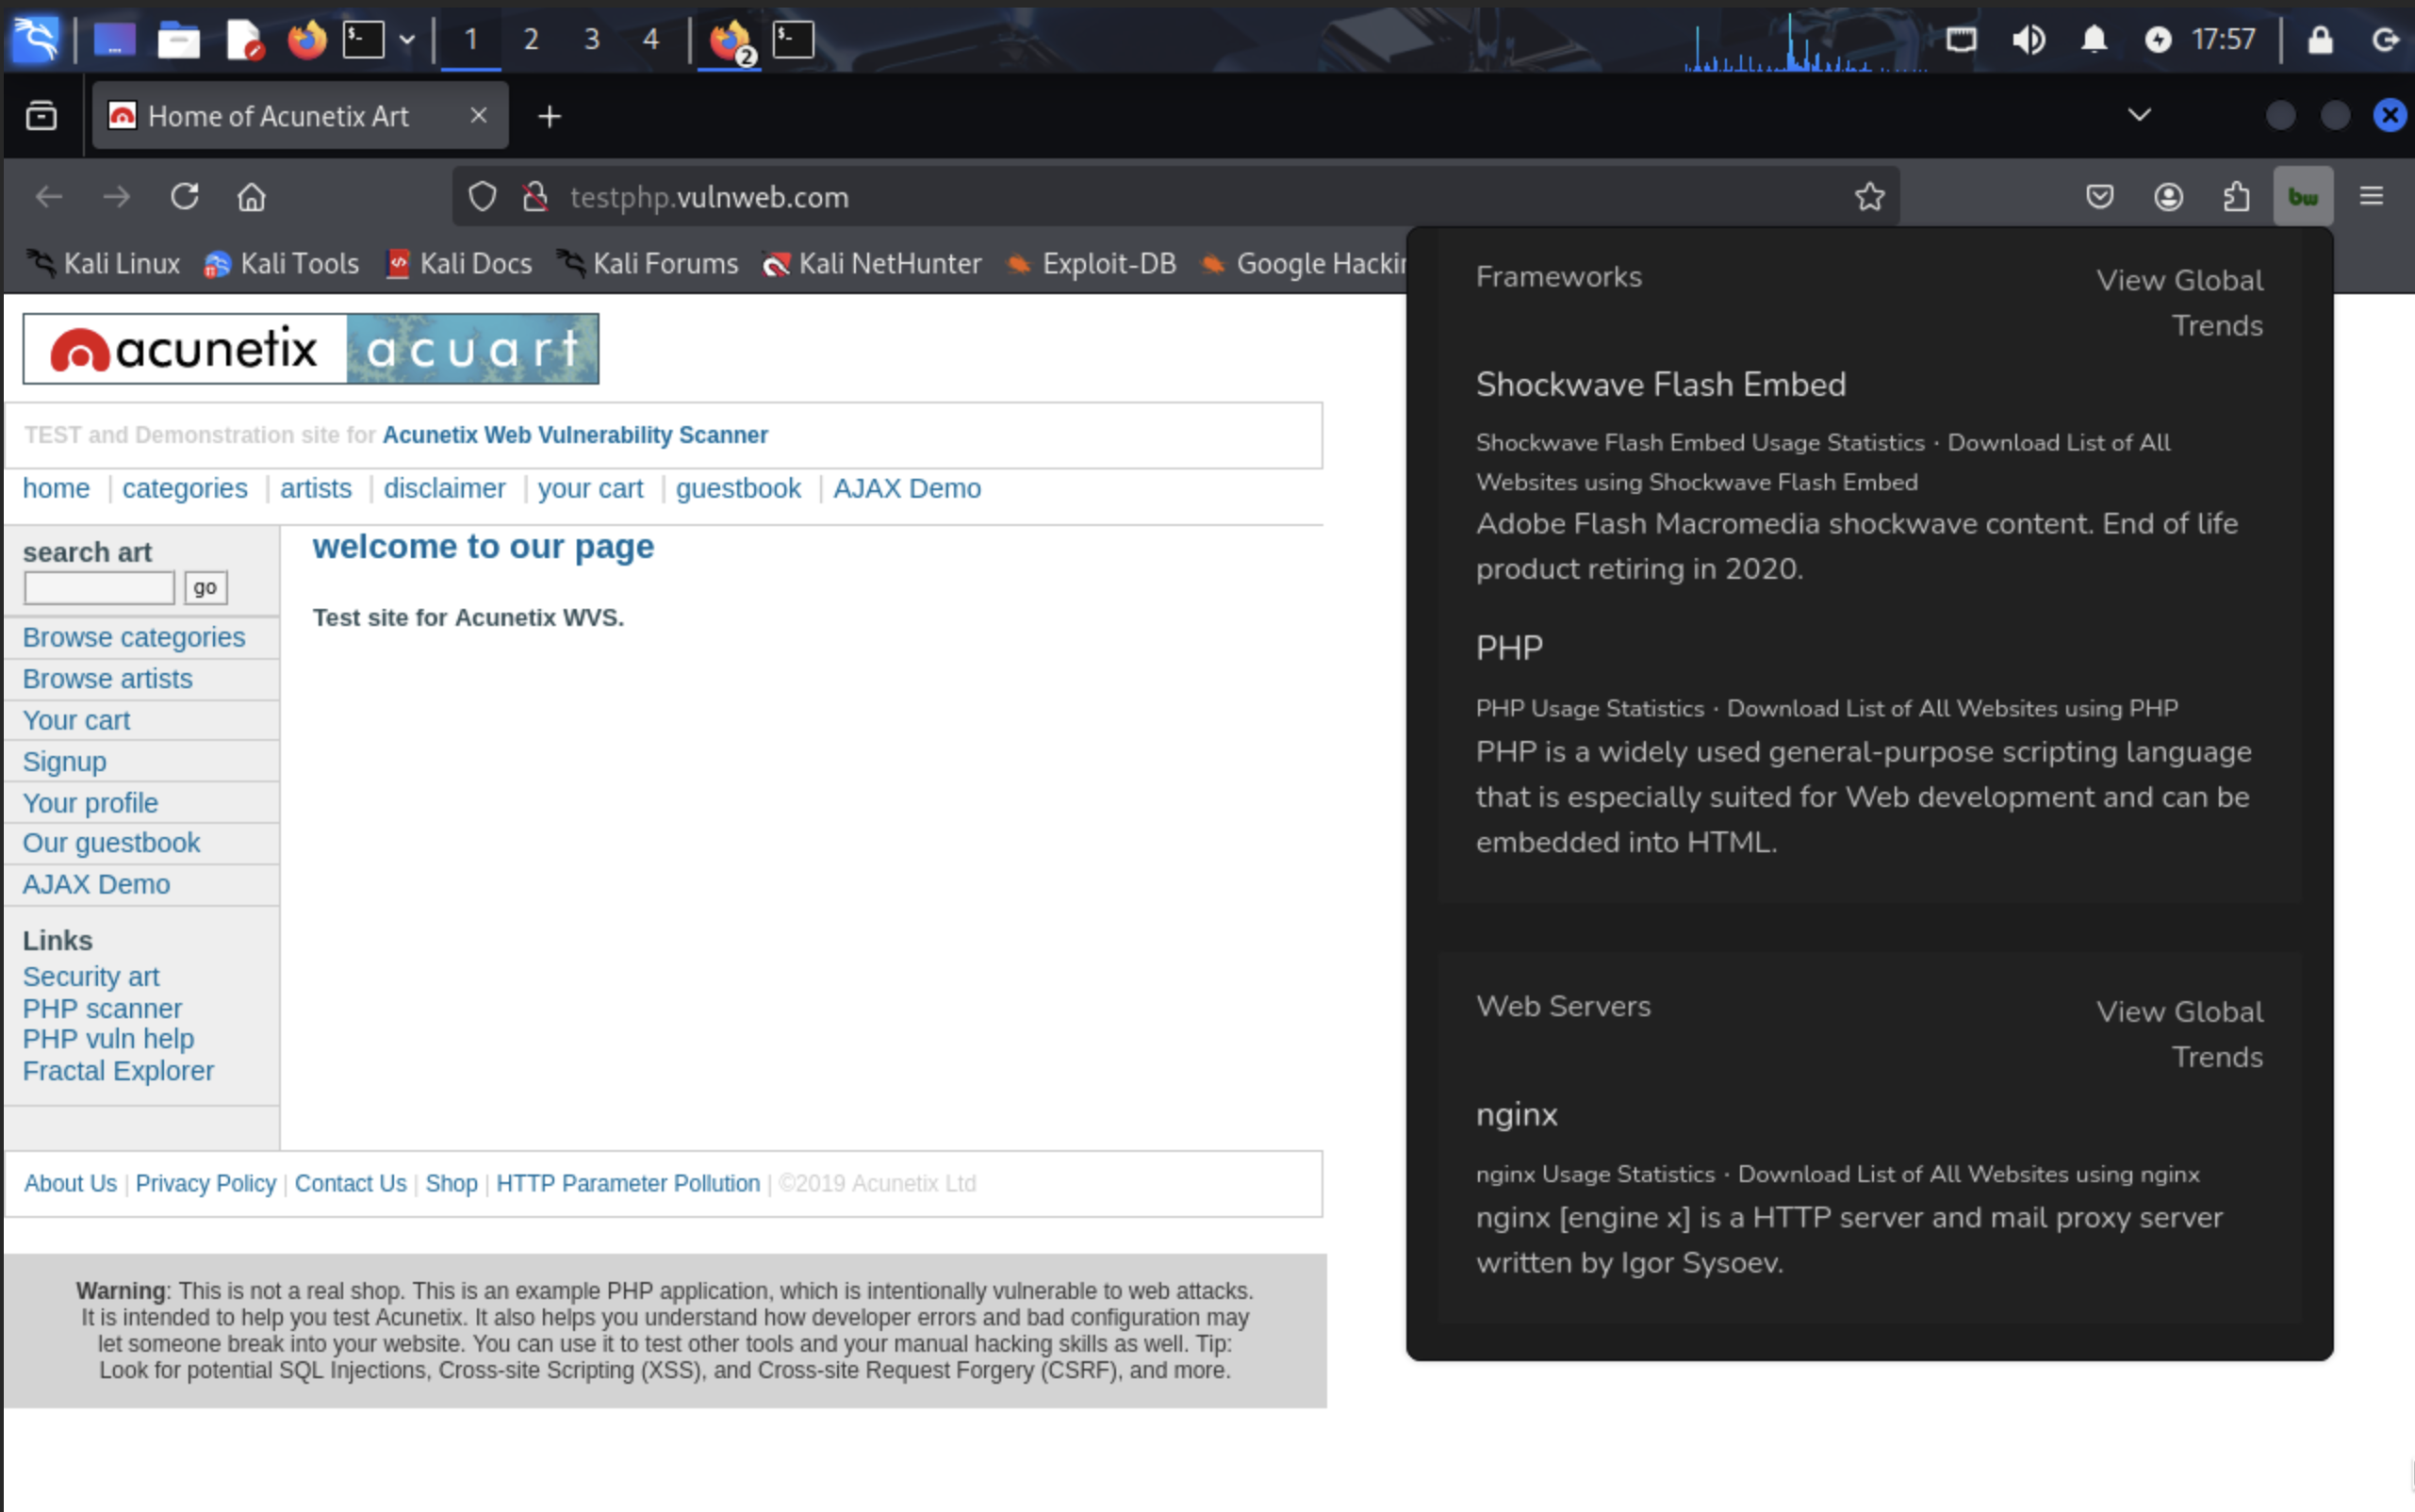 1 2 3 4 2 17:57
Home of Acunetix Art
testphp.vulnweb.com
bw
Kali Linux Kali Tools Kali Docs Kali Forums Kali NetHunter Exploit-DB Google Hackin
acunetix acuart
TEST and Demonstration site for Acunetix Web Vulnerability Scanner
home categories artists disclaimer your cart guestbook AJAX Demo
search art
go
Browse categories
Browse artists
Your cart
Signup
Your profile
Our guestbook
AJAX Demo
Links
Security art
PHP scanner
PHP vuln help
Fractal Explorer
welcome to our page
Test site for Acunetix WVS.
About Us | Privacy Policy | Contact Us | Shop | HTTP Parameter Pollution | ©2019 Acunetix Ltd
Warning: This is not a real shop. This is an example PHP application, which is intentionally vulnerable to web attacks.
It is intended to help you test Acunetix. It also helps you understand how developer errors and bad configuration may
let someone break into your website. You can use it to test other tools and your manual hacking skills as well. Tip:
Look for potential SQL Injections, Cross-site Scripting (XSS), and Cross-site Request Forgery (CSRF), and more.
Frameworks
View Global
Trends
Shockwave Flash Embed
Shockwave Flash Embed Usage Statistics · Download List of All
Websites using Shockwave Flash Embed
Adobe Flash Macromedia shockwave content. End of life
product retiring in 2020.
PHP
PHP Usage Statistics · Download List of All Websites using PHP
PHP is a widely used general-purpose scripting language
that is especially suited for Web development and can be
embedded into HTML.
Web Servers
View Global
Trends
nginx
nginx Usage Statistics · Download List of All Websites using nginx
nginx [engine x] is a HTTP server and mail proxy server
written by Igor Sysoev.